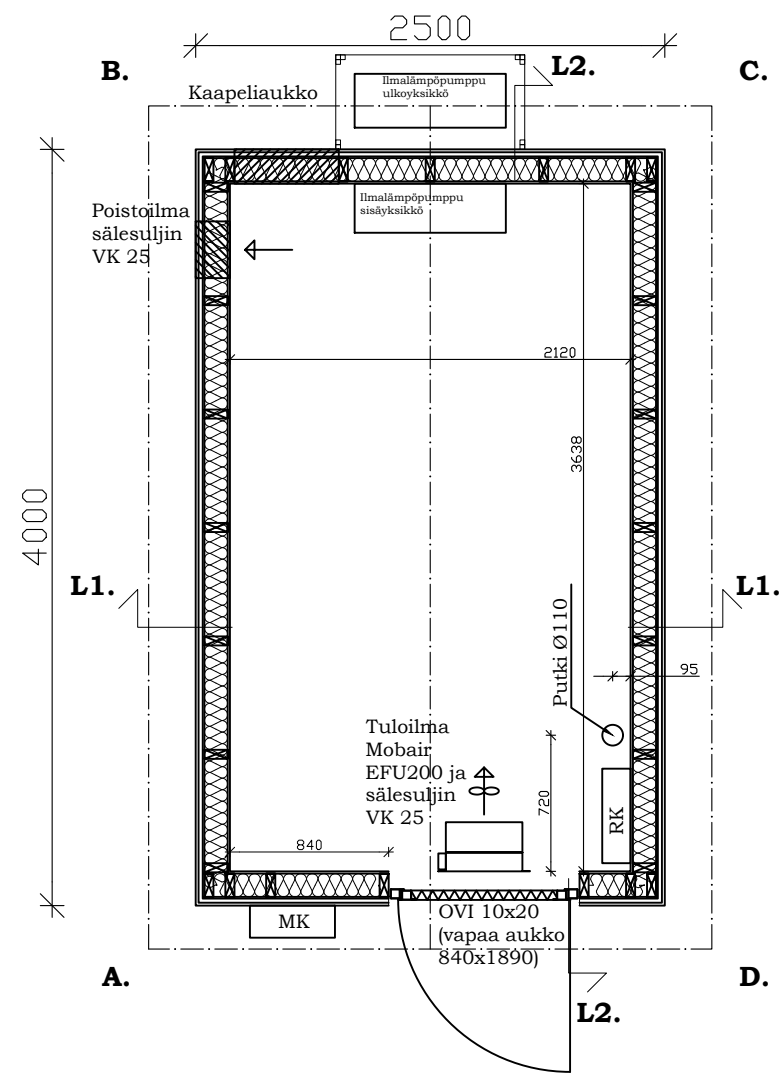 2500
B.
L2.
C.
Kaapeliaukko
Ilmalämpöpumppu
ulkoyksikkö
Poistoilma
sälesuljin
VK 25
Ilmalämpöpumppu
sisäyksikkö
2120
3638
4000
L1.
L1.
Putki Ø110
95
Tuloilma
Mobair
EFU200 ja
sälesuljin
VK 25
720
RK
840
MK
OVI 10x20
(vapaa aukko
840x1890)
A.
D.
L2.